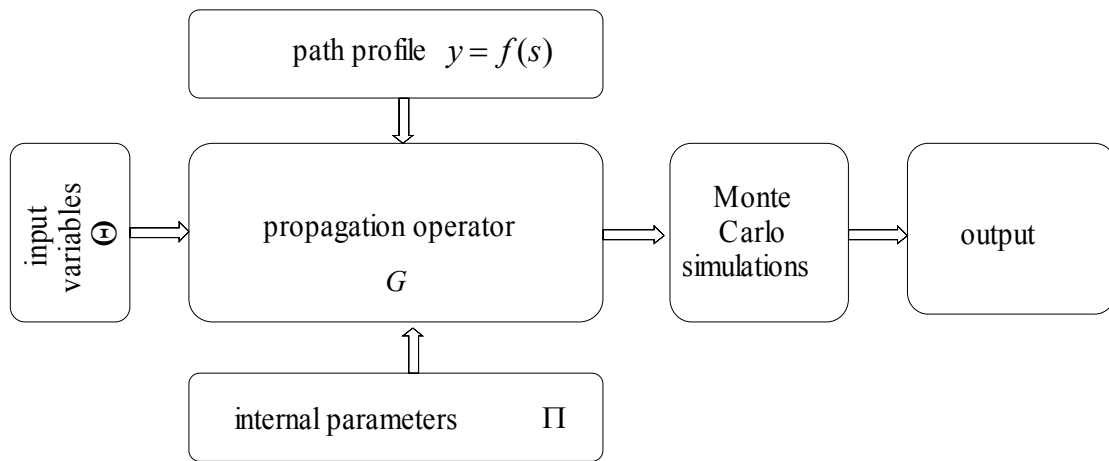 path profile y = f(s)
input
variables
Θ
propagation operator
G
Monte
Carlo
simulations
output
internal parameters Π